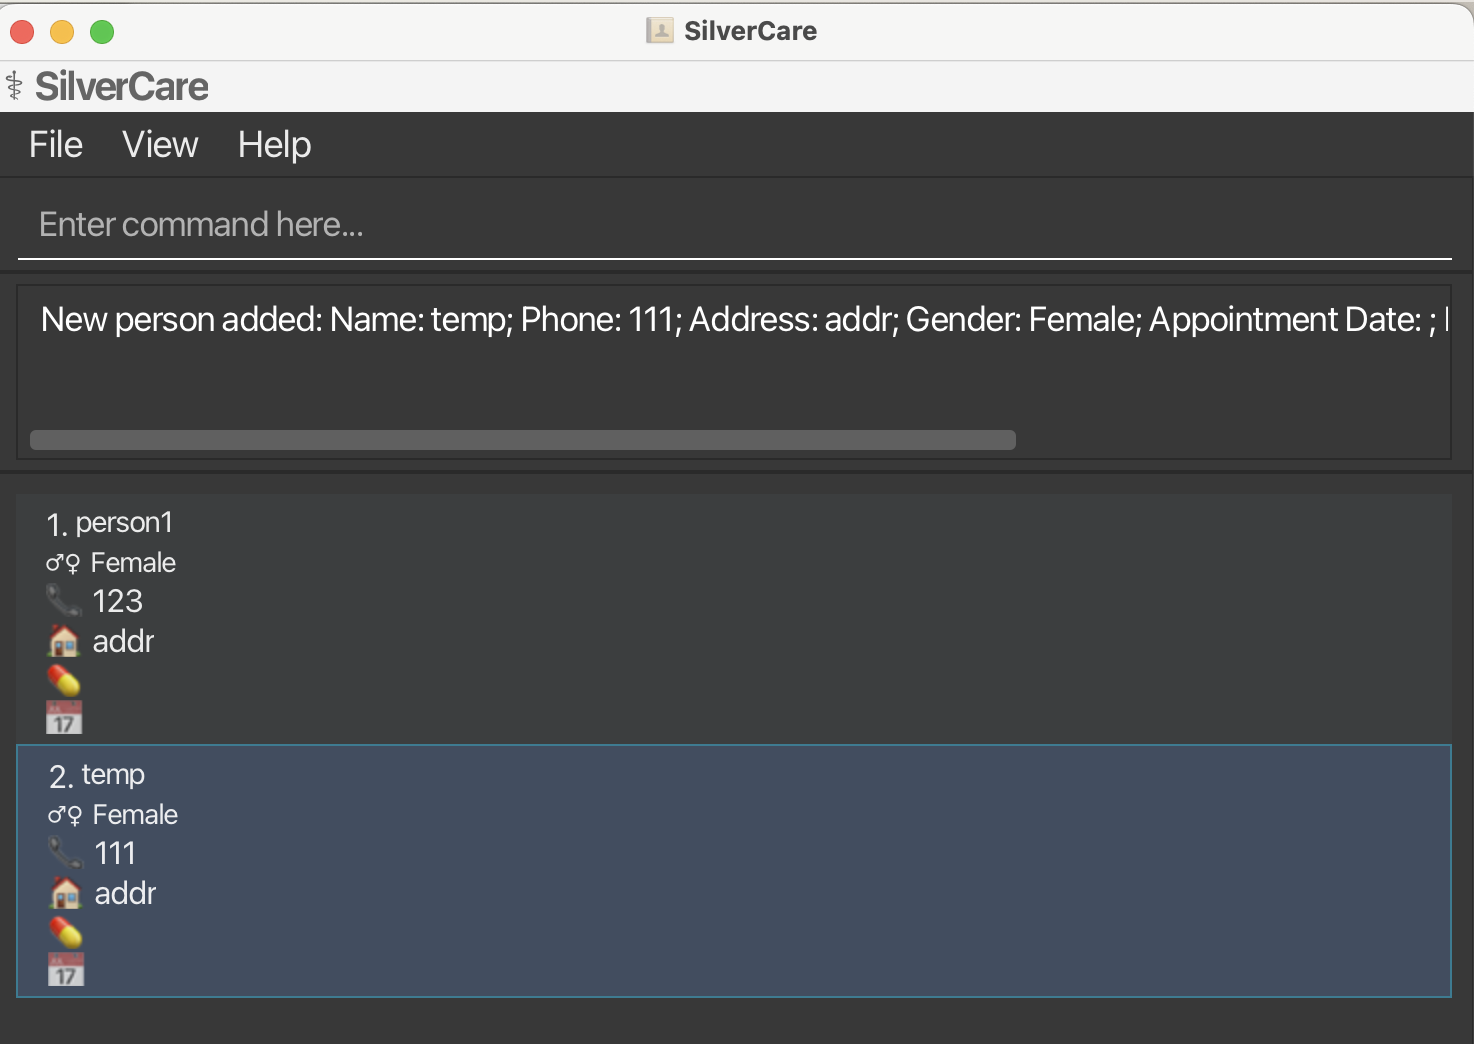 SilverCare
SilverCare
File View Help
Enter command here...
New person added: Name: temp; Phone: 111; Address: addr; Gender: Female; Appointment Date: ;
1. person1
♂♀ Female
123
addr
17
2. temp
♂♀ Female
111
addr
17